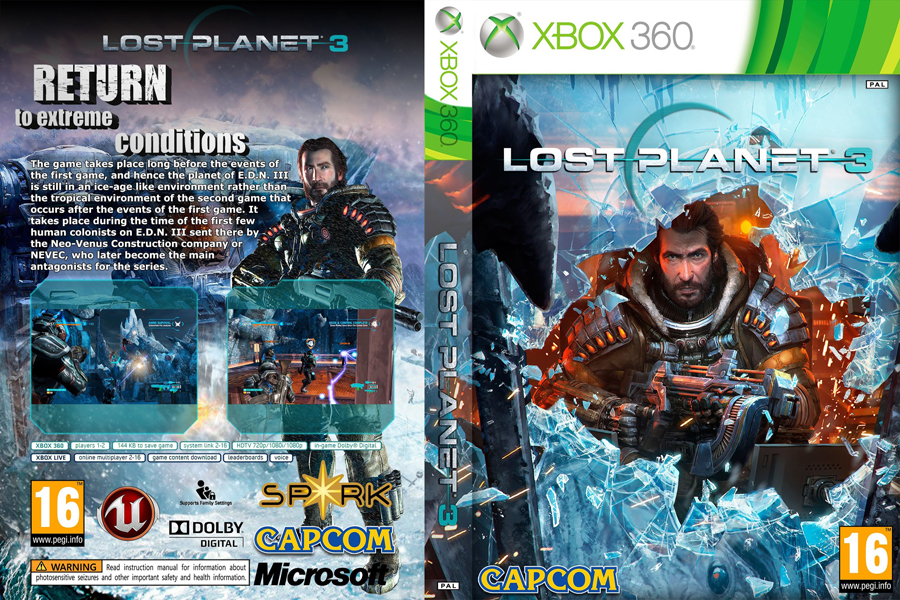 LOST PLANET 3
RETURN
to extreme
conditions
The game takes place long before the events of
the first game, and hence the planet of E.D.N. III
is still in an ice-age like environment rather than
the tropical environment of the second game that
occurs after the events of the first game. It
takes place during the time of the first few
human colonists on E.D.N. III sent there by
the Neo-Venus Construction company or
NEVEC, who later become the main
antagonists for the series.
XBOX 360 players 1-2 144 KB to save game system link 2-16 HDTV 720p/1080i/1080p in-game Dolby® Digital
XBOX LIVE online multiplayer 2-16 game content download leaderboards voice
16
www.pegi.info
Supports Family Settings
DOLBY
DIGITAL
SPARK
CAPCOM
Microsoft
WARNING Read instruction manual for information about
photosensitive seizures and other important safety and health information.
XBOX 360
LOST PLANET 3
PAL
XBOX 360
PAL
LOST PLANET 3
CAPCOM
16
www.pegi.info